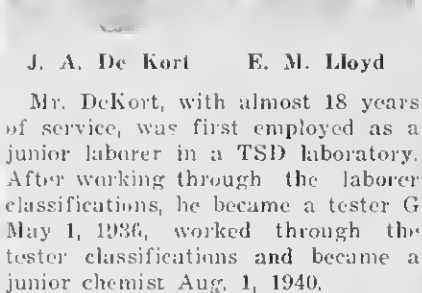 J. A. De Kort E. M. Lloyd
Mr. DeKort, with almost 18 years
of service, was first employed as a
junior laborer in a TSD laboratory.
After working through the laborer
classifications, he became a tester G
May 1, 1936, worked through the
tester classifications and became a
junior chemist Aug. 1, 1940.